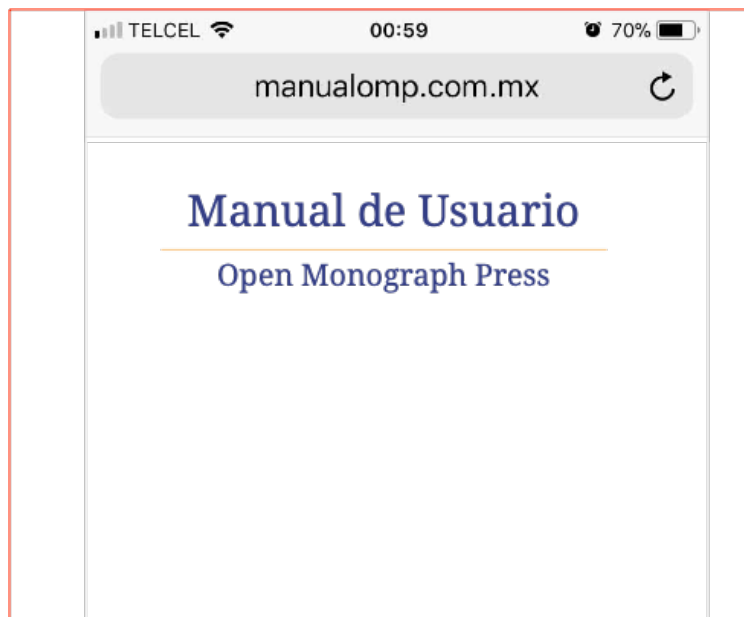 TELCEL 00:59 70%
manualomp.com.mx
Manual de Usuario
Open Monograph Press